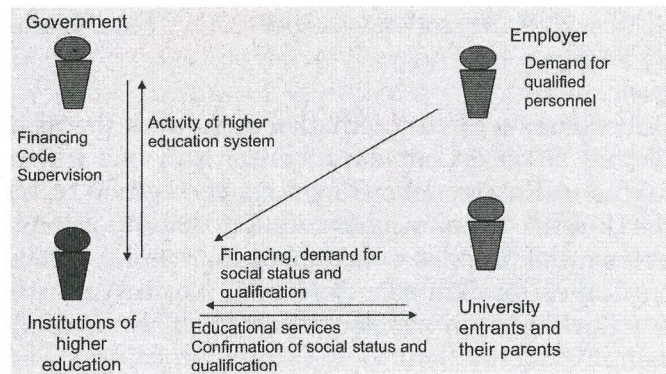 Government
Employer
Demand for
qualified
personnel
Activity of higher
education system
Financing
Code
Supervision
Financing, demand for
social status and
qualification
Institutions of
higher
education
Educational services
Confirmation of social status and
qualification
University
entrants and
their parents